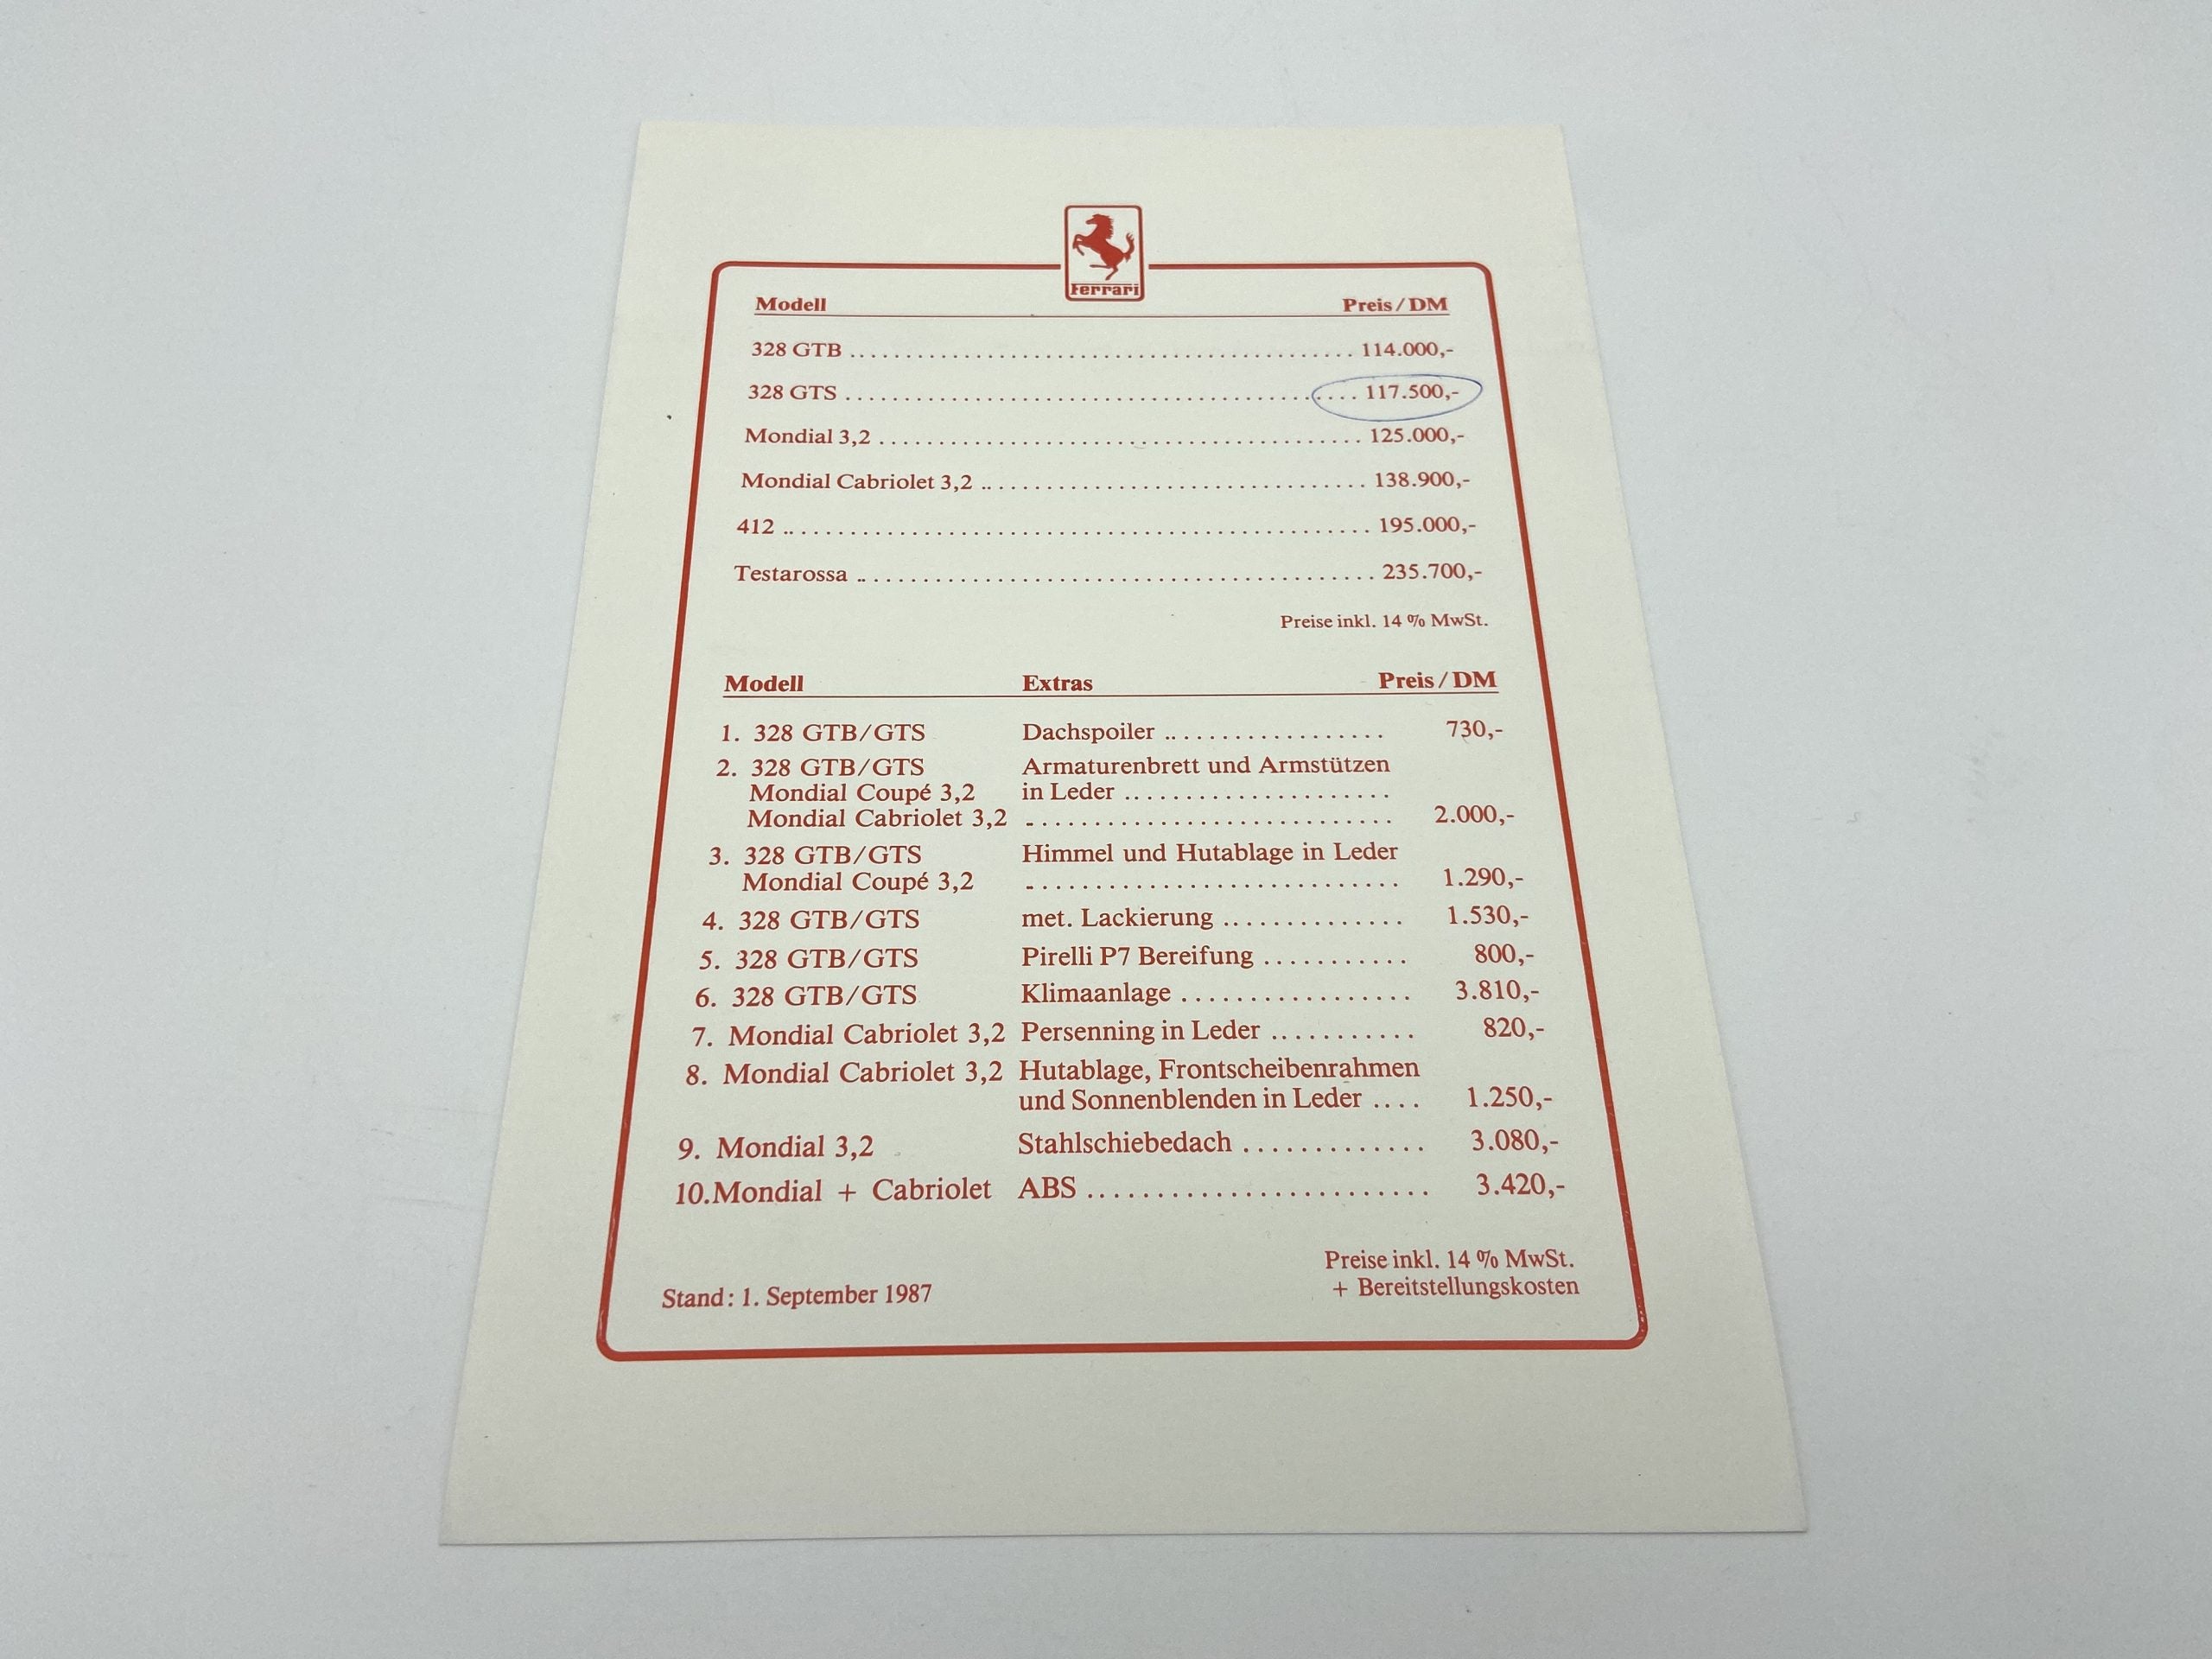 Ferrari
Modell Preis/DM
328 GTB ........................................... 114.000,-
328 GTS ........................................... 117.500,-
Mondial 3,2 ........................................ 125.000,-
Mondial Cabriolet 3,2 ................................ 138.900,-
412 ................................................. 195.000,-
Testarossa .......................................... 235.700,-
Preise inkl. 14 % MwSt.
Modell Extras Preis/DM
1. 328 GTB/GTS Dachspoiler .................. 730,-
2. 328 GTB/GTS Armaturenbrett und Armstützen
Mondial Coupé 3,2 in Leder .......................
Mondial Cabriolet 3,2 ............................... 2.000,-
3. 328 GTB/GTS Himmel und Hutablage in Leder
Mondial Coupé 3,2 ............................... 1.290,-
4. 328 GTB/GTS met. Lackierung .............. 1.530,-
5. 328 GTB/GTS Pirelli P7 Bereifung ........... 800,-
6. 328 GTB/GTS Klimaanlage ................. 3.810,-
7. Mondial Cabriolet 3,2 Persenning in Leder ........... 820,-
8. Mondial Cabriolet 3,2 Hutablage, Frontscheibenrahmen
und Sonnenblenden in Leder .... 1.250,-
9. Mondial 3,2 Stahlschiebedach ............. 3.080,-
10.Mondial + Cabriolet ABS ......................... 3.420,-
Preise inkl. 14 % MwSt.
+ Bereitstellungskosten
Stand: 1. September 1987